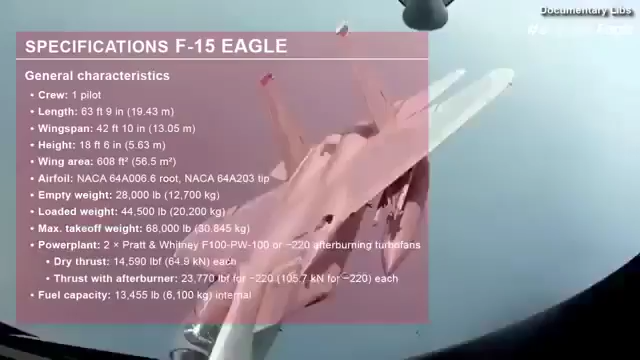 Documentary Labs
SPECIFICATIONS F-15 EAGLE
General characteristics
• Crew: 1 pilot
• Length: 63 ft 9 in (19.43 m)
• Wingspan: 42 ft 10 in (13.05 m)
• Height: 18 ft 6 in (5.63 m)
• Wing area: 608 ft² (56.5 m²)
• Airfoil: NACA 64A006.6 root, NACA 64A203 tip
• Empty weight: 28,000 lb (12,700 kg)
• Loaded weight: 44,500 lb (20,200 kg)
• Max. takeoff weight: 68,000 lb (30.845 kg)
• Powerplant: 2 × Pratt & Whitney F100-PW-100 or −220 afterburning turbofans
• Dry thrust: 14,590 lbf (64.9 kN) each
• Thrust with afterburner: 23,770 lbf for −220 (105.7 kN for −220) each
• Fuel capacity: 13,455 lb (6,100 kg) internal